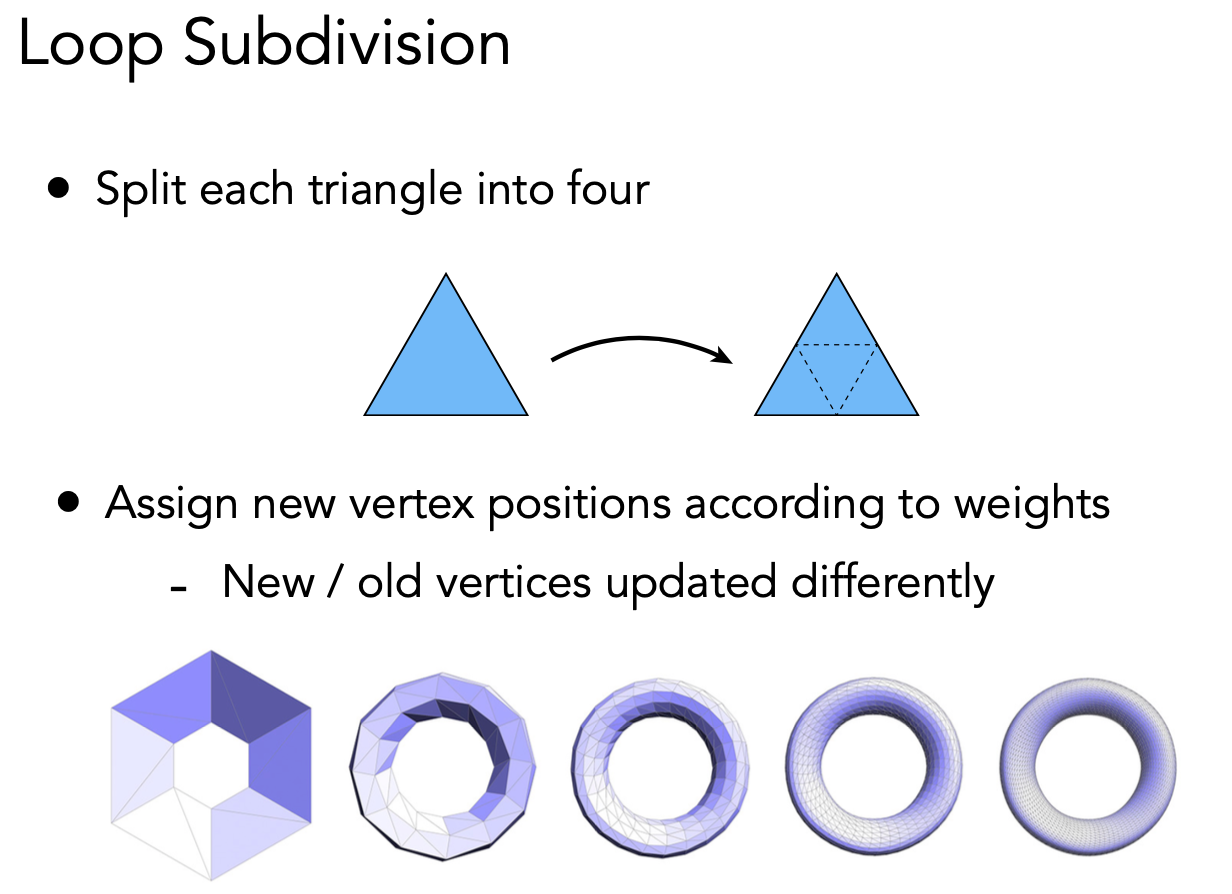 Loop Subdivision
• Split each triangle into four
• Assign new vertex positions according to weights
- New / old vertices updated differently